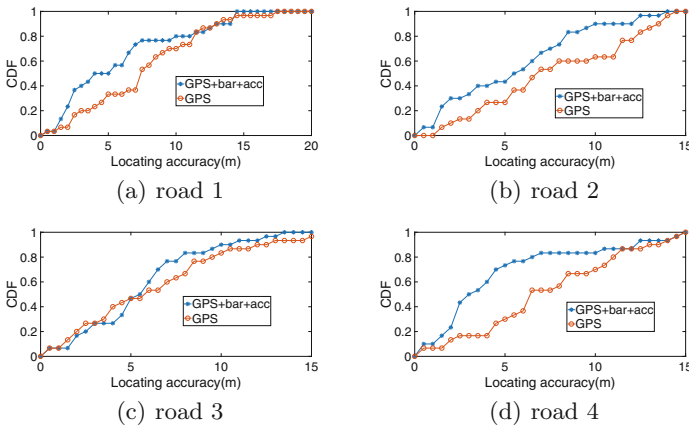 1
0.8
0.6
0.4
0.2
0
CDF
GPS+bar+acc
GPS
0 5 10 15 20
Locating accuracy(m)
(a) road 1
1
0.8
0.6
0.4
0.2
0
CDF
GPS+bar+acc
GPS
0 5 10 15
Locating accuracy(m)
(b) road 2
1
0.8
0.6
0.4
0.2
0
CDF
GPS+bar+acc
GPS
0 5 10 15
Locating accuracy(m)
(c) road 3
1
0.8
0.6
0.4
0.2
0
CDF
GPS+bar+acc
GPS
0 5 10 15
Locating accuracy(m)
(d) road 4